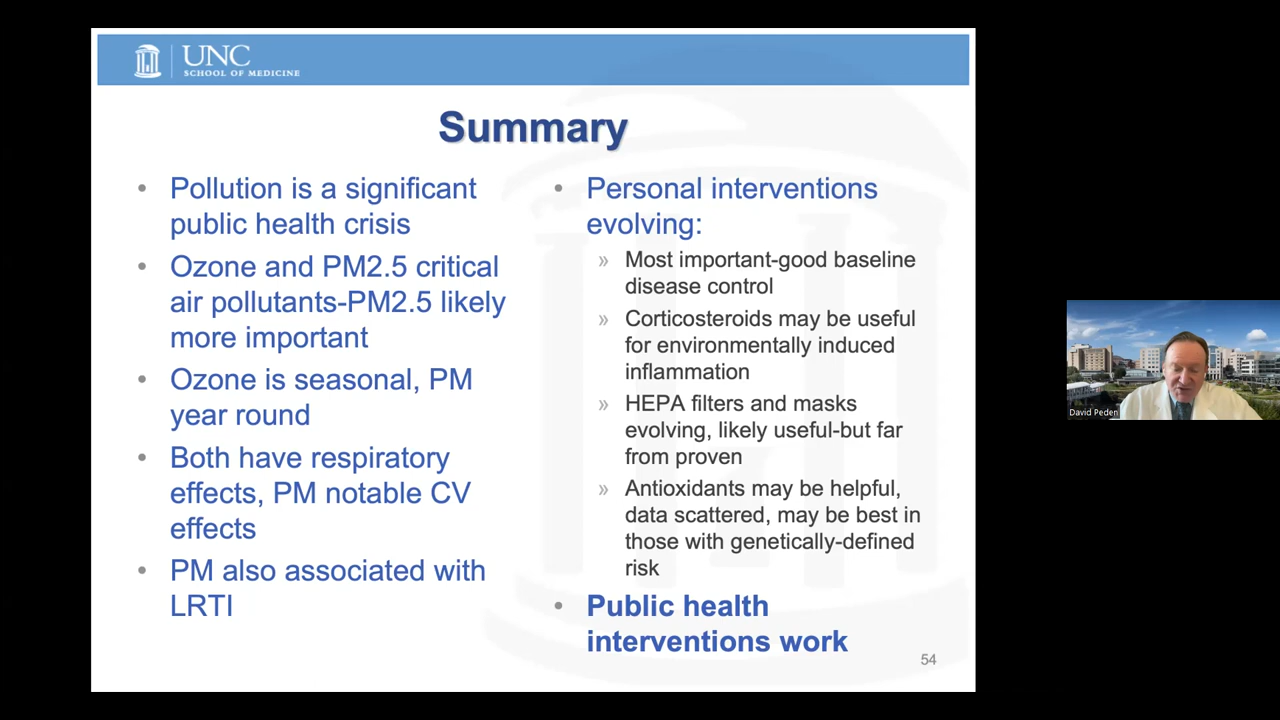 UNC
SCHOOL OF MEDICINE
Summary
• Pollution is a significant
public health crisis
• Ozone and PM2.5 critical
air pollutants-PM2.5 likely
more important
• Ozone is seasonal, PM
year round
• Both have respiratory
effects, PM notable CV
effects
• PM also associated with
LRTI
• Personal interventions
evolving:
» Most important-good baseline
disease control
» Corticosteroids may be useful
for environmentally induced
inflammation
» HEPA filters and masks
evolving, likely useful-but far
from proven
» Antioxidants may be helpful,
data scattered, may be best in
those with genetically-defined
risk
• Public health
interventions work
54
David Peden